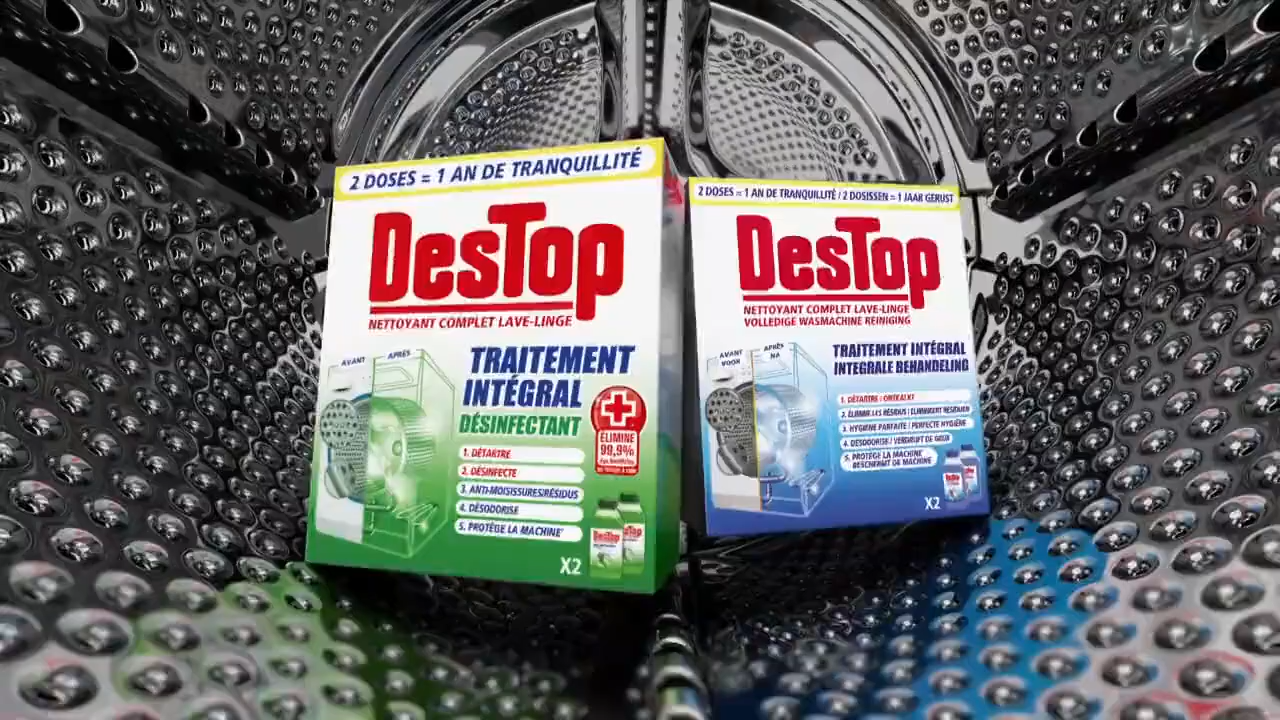 2 DOSES = 1 AN DE TRANQUILLITÉ
DesTop
NETTOYANT COMPLET LAVE-LINGE
AVANT
APRÈS
TRAITEMENT
INTÉGRAL
DÉSINFECTANT
ÉLIMINE
99,9%
1. DÉTARTRE
2. DÉSINFECTE
3. ANTI-MOISISSURES/RÉSIDUS
4. DÉSODORISE
5. PROTÈGE LA MACHINE
X2
DesTop
2 DOSES = 1 AN DE TRANQUILLITÉ / 2 DOSISSEN = 1 JAAR GERUST
DesTop
NETTOYANT COMPLET LAVE-LINGE
VOLLEDIGE WASMACHINE REINIGING
AVANT
VOOR
APRÈS
NA
TRAITEMENT INTÉGRAL
INTEGRALE BEHANDELING
1. DÉTARTRE / ONTKALKT
2. ÉLIMINE LES RÉSIDUS / ELIMINEERT RESIDUEN
3. HYGIÈNE PARFAITE / PERFECTE HYGIËNE
4. DÉSODORISE / VERDRIJFT DE GEUR
5. PROTÈGE LA MACHINE
BESCHERMT DE MACHINE
X2